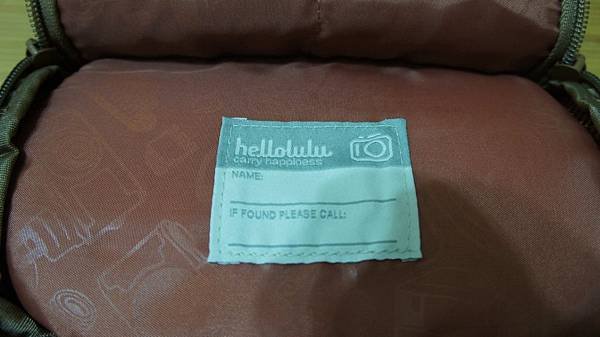 hellolulu
carry happiness
NAME:
IF FOUND PLEASE CALL: